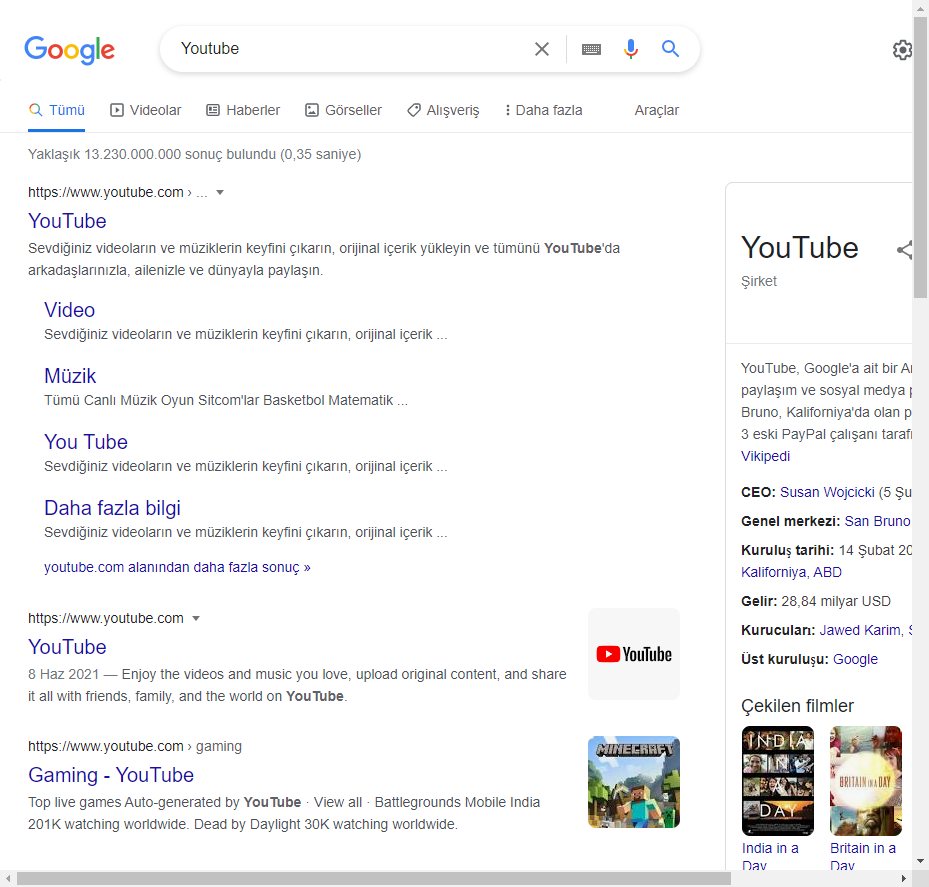 Google
Youtube
Tümü
Videolar
Haberler
Görseller
Alışveriş
Daha fazla
Araçlar
Yaklaşık 13.230.000.000 sonuç bulundu (0,35 saniye)
https://www.youtube.com › ...
YouTube
Sevdiğiniz videoların ve müziklerin keyfini çıkarın, orijinal içerik yükleyin ve tümünü YouTube'da
arkadaşlarınızla, ailenizle ve dünyayla paylaşın.
Video
Sevdiğiniz videoların ve müziklerin keyfini çıkarın, orijinal içerik ...
Müzik
Tümü Canlı Müzik Oyun Sitcom'lar Basketbol Matematik ...
You Tube
Sevdiğiniz videoların ve müziklerin keyfini çıkarın, orijinal içerik ...
Daha fazla bilgi
Sevdiğiniz videoların ve müziklerin keyfini çıkarın, orijinal içerik ...
youtube.com alanından daha fazla sonuç »
https://www.youtube.com
YouTube
8 Haz 2021 — Enjoy the videos and music you love, upload original content, and share
it all with friends, family, and the world on YouTube.
YouTube
https://www.youtube.com › gaming
Gaming - YouTube
Top live games Auto-generated by YouTube · View all · Battlegrounds Mobile India
201K watching worldwide. Dead by Daylight 30K watching worldwide.
MINECRAFT
YouTube
Şirket
YouTube, Google'a ait bir
paylaşım ve sosyal medya
Bruno, Kaliforniya'da olan
3 eski PayPal çalışanı
Vikipedi
CEO: Susan Wojcicki (5
Genel merkezi: San Bruno
Kuruluş tarihi: 14 Şubat 20
Kaliforniya, ABD
Gelir: 28,84 milyar USD
Kurucuları: Jawed Karim,
Üst kuruluşu: Google
Çekilen filmler
INDIA
IN
A
DAY
BRITAIN IN A DAY
India in a
Day
Britain in a
Day